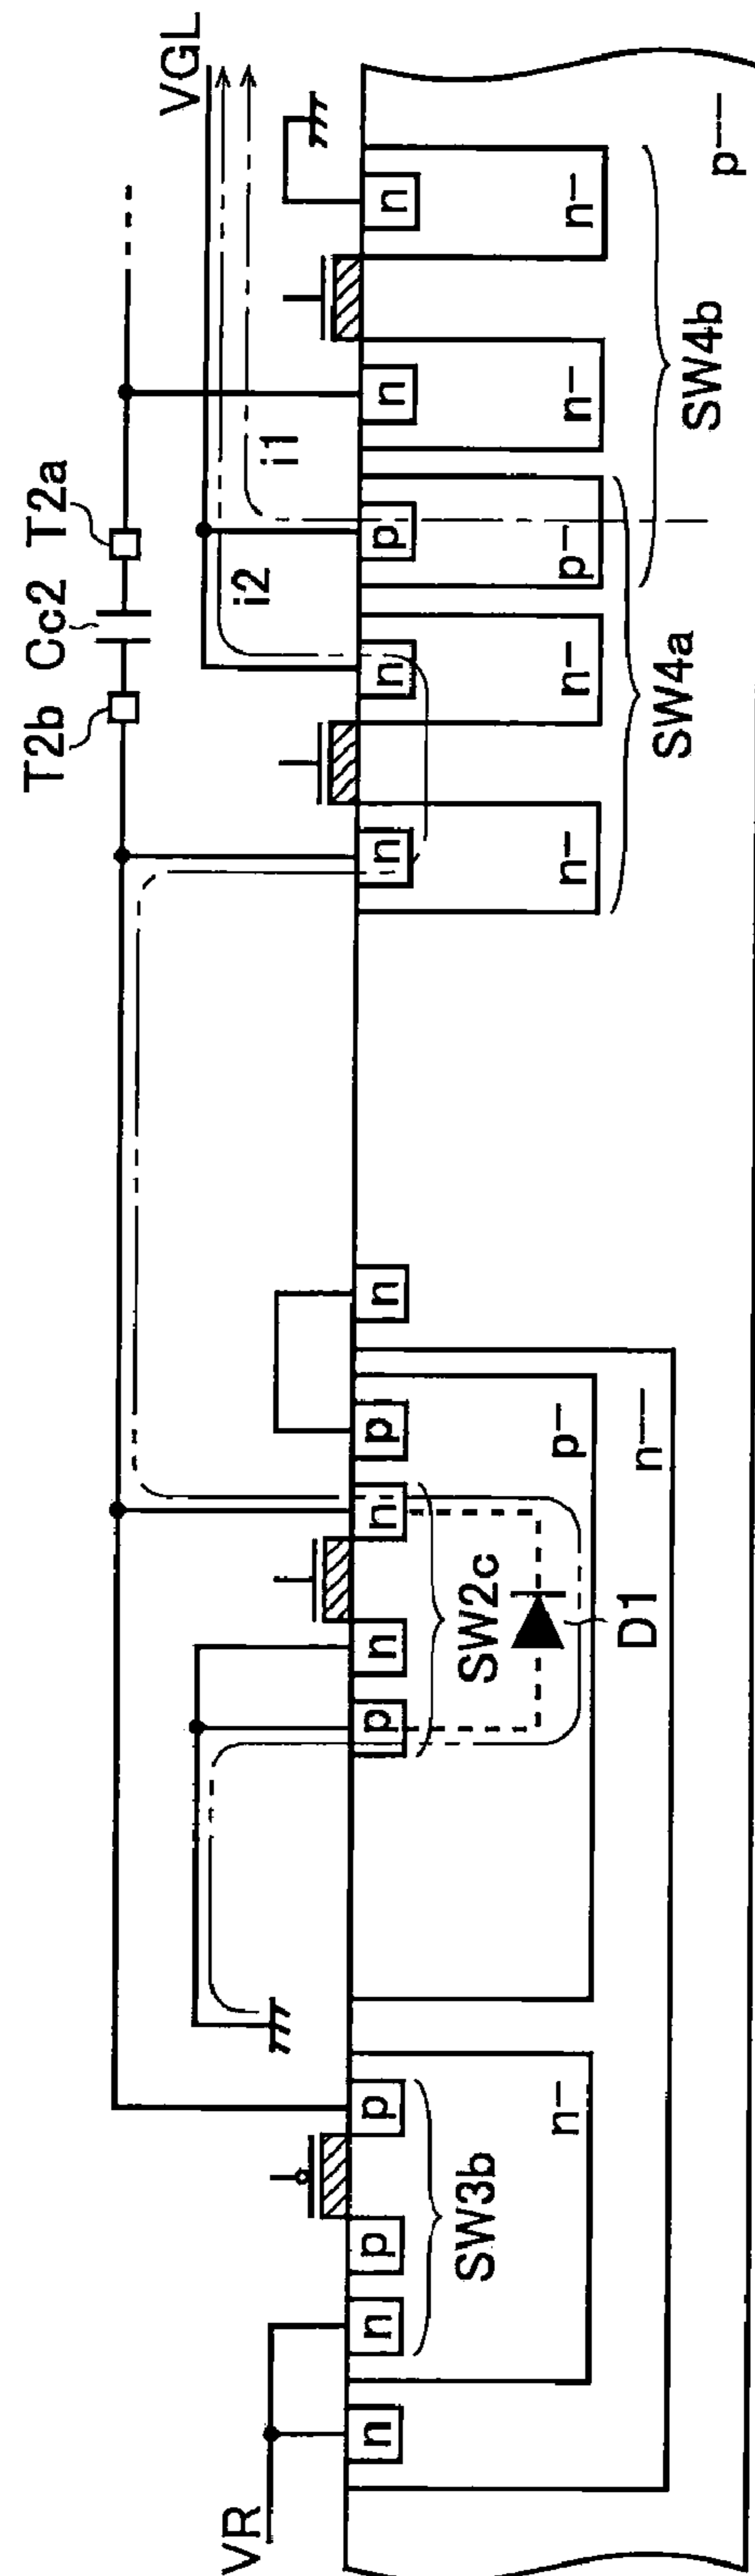 T2b Cc2 T2a
VGL
i2 i1
VR
n n p p p n n p n n n p n n
SW3b
SW2c
D1
n– p– n– n– p– n– n–
SW4a
SW4b
n–– p––